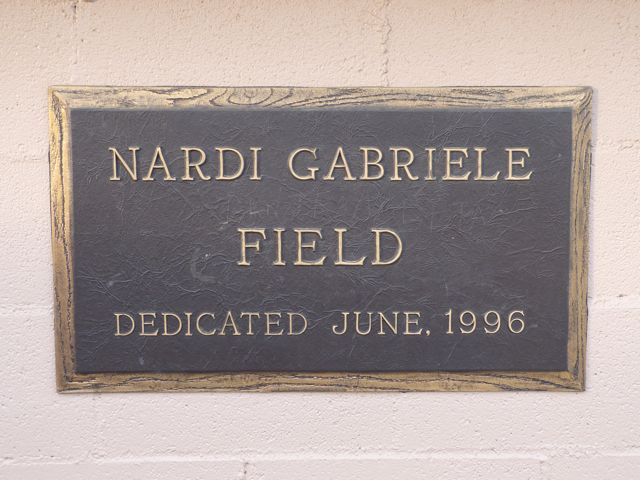 NARDI GABRIELE
FIELD
DEDICATED JUNE, 1996